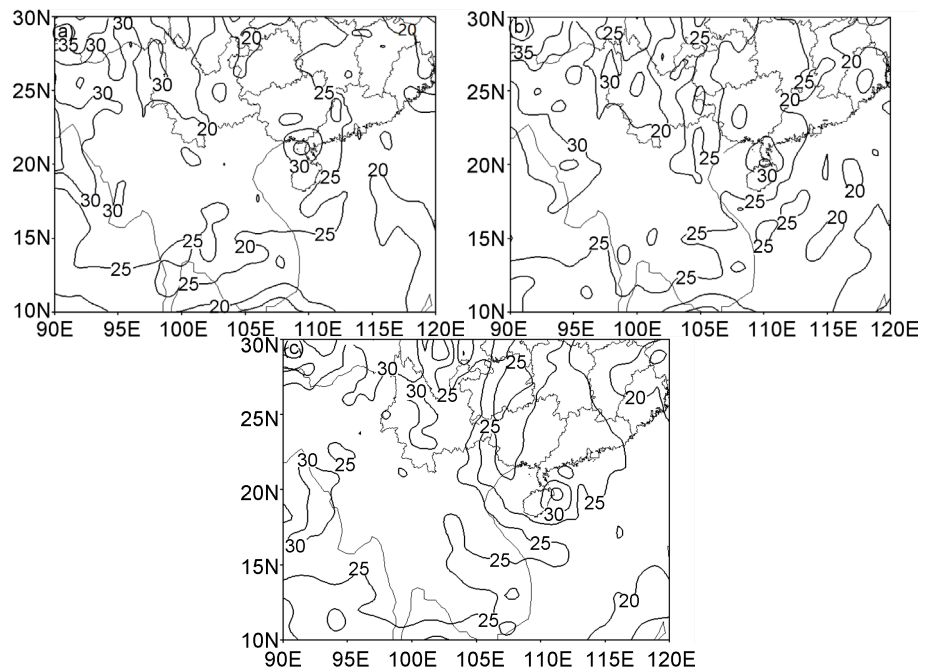 30N 30 20 20
(a)
35 30 30
25N 30 25
20
20N 30 25 20
30 30
15N 25 20 25
25 25
10N 20
90E 95E 100E 105E 110E 115E 120E
30N 25 25
b)
35 20
25N 30 25 20
20 25
20N 30 30 20
25
15N 25 25 25 20
25
10N
90E 95E 100E 105E 110E 115E 120E
30N c) 25
30 30 25 20
25N 25
30 25
20N 30 25
30 25
15N 25 25
20
25
10N
90E 95E 100E 105E 110E 115E 120E